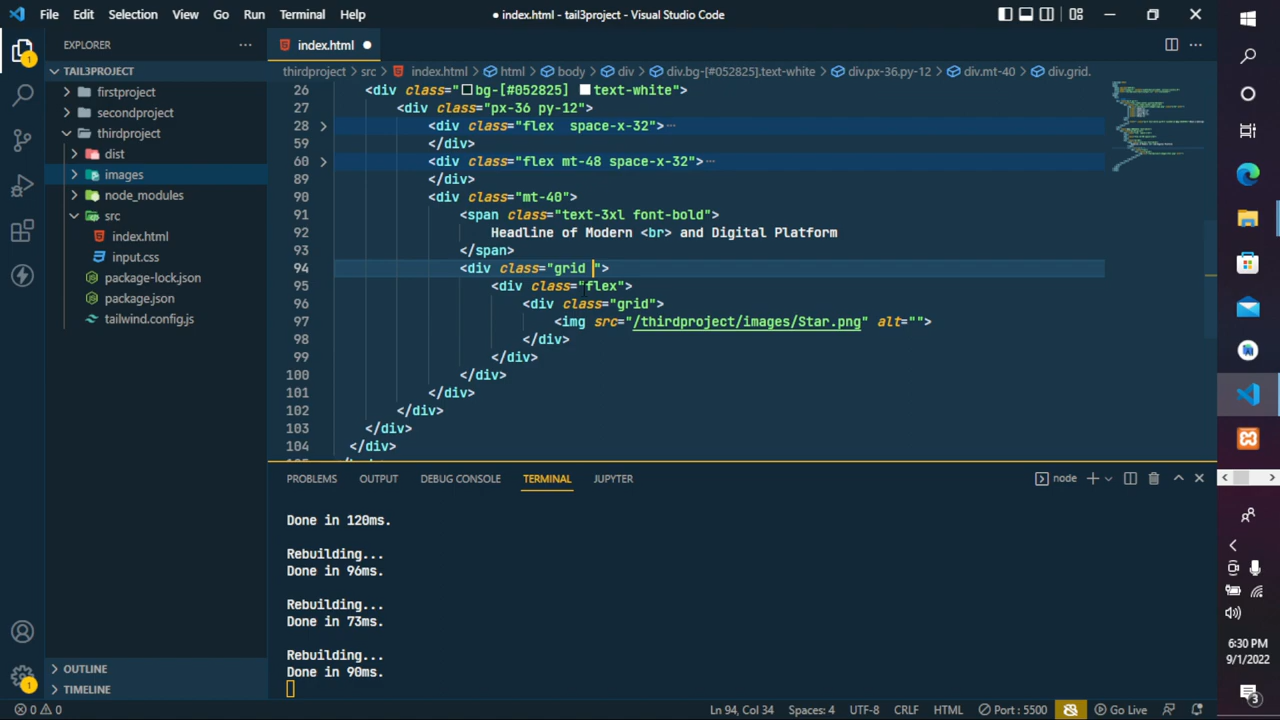 File Edit Selection View Go Run Terminal Help
● index.html - tail3project - Visual Studio Code
EXPLORER
index.html
TAIL3PROJECT
firstproject
secondproject
thirdproject
dist
images
node_modules
src
index.html
input.css
package-lock.json
package.json
tailwind.config.js
OUTLINE
TIMELINE
thirdproject > src > index.html > html > body > div > div.bg-[#052825].text-white > div.px-36.py-12 > div.mt-40 > div.grid.
26 <div class="bg-[#052825] text-white">
27 <div class="px-36 py-12">
28 <div class="flex  space-x-32">⋯
59 </div>
60 <div class="flex mt-48 space-x-32">⋯
89 </div>
90 <div class="mt-40">
91 <span class="text-3xl font-bold">
92 Headline of Modern <br> and Digital Platform
93 </span>
94 <div class="grid ">
95 <div class="flex">
96 <div class="grid">
97 <img src="/thirdproject/images/Star.png" alt="">
98 </div>
99 </div>
100 </div>
101 </div>
102 </div>
103 </div>
104 </div>
PROBLEMS OUTPUT DEBUG CONSOLE TERMINAL JUPYTER
node
Done in 120ms.
Rebuilding...
Done in 96ms.
Rebuilding...
Done in 73ms.
Rebuilding...
Done in 90ms.
0 0
Ln 94, Col 34 Spaces: 4 UTF-8 CRLF HTML Port : 5500 Go Live
1
1
6:30 PM
9/1/2022
3